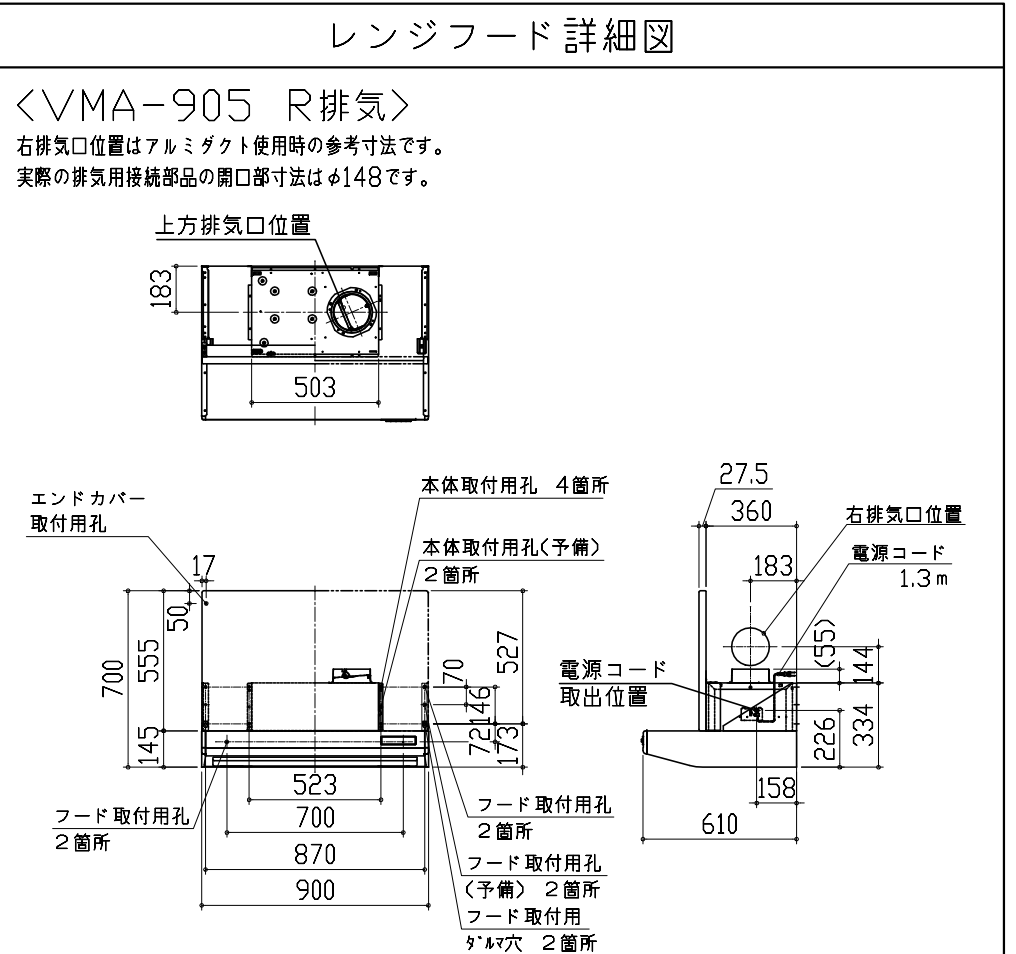 レンジフード詳細図
<VMA-905 R排気>
右排気口位置はアルミダクト使用時の参考寸法です。
実際の排気用接続部品の開口部寸法はφ148です。
上方排気口位置
183
503
エンドカバー
取付用孔
本体取付用孔 4箇所
本体取付用孔(予備)
2箇所
17
50
700
555
145
70
146
72
527
173
523
700
870
900
フード取付用孔
2箇所
フード取付用孔
2箇所
フード取付用孔
(予備) 2箇所
フード取付用
ダルマ穴 2箇所
27.5
360
右排気口位置
183
電源コード
1.3m
(55)
144
電源コード
取出位置
226
334
158
610